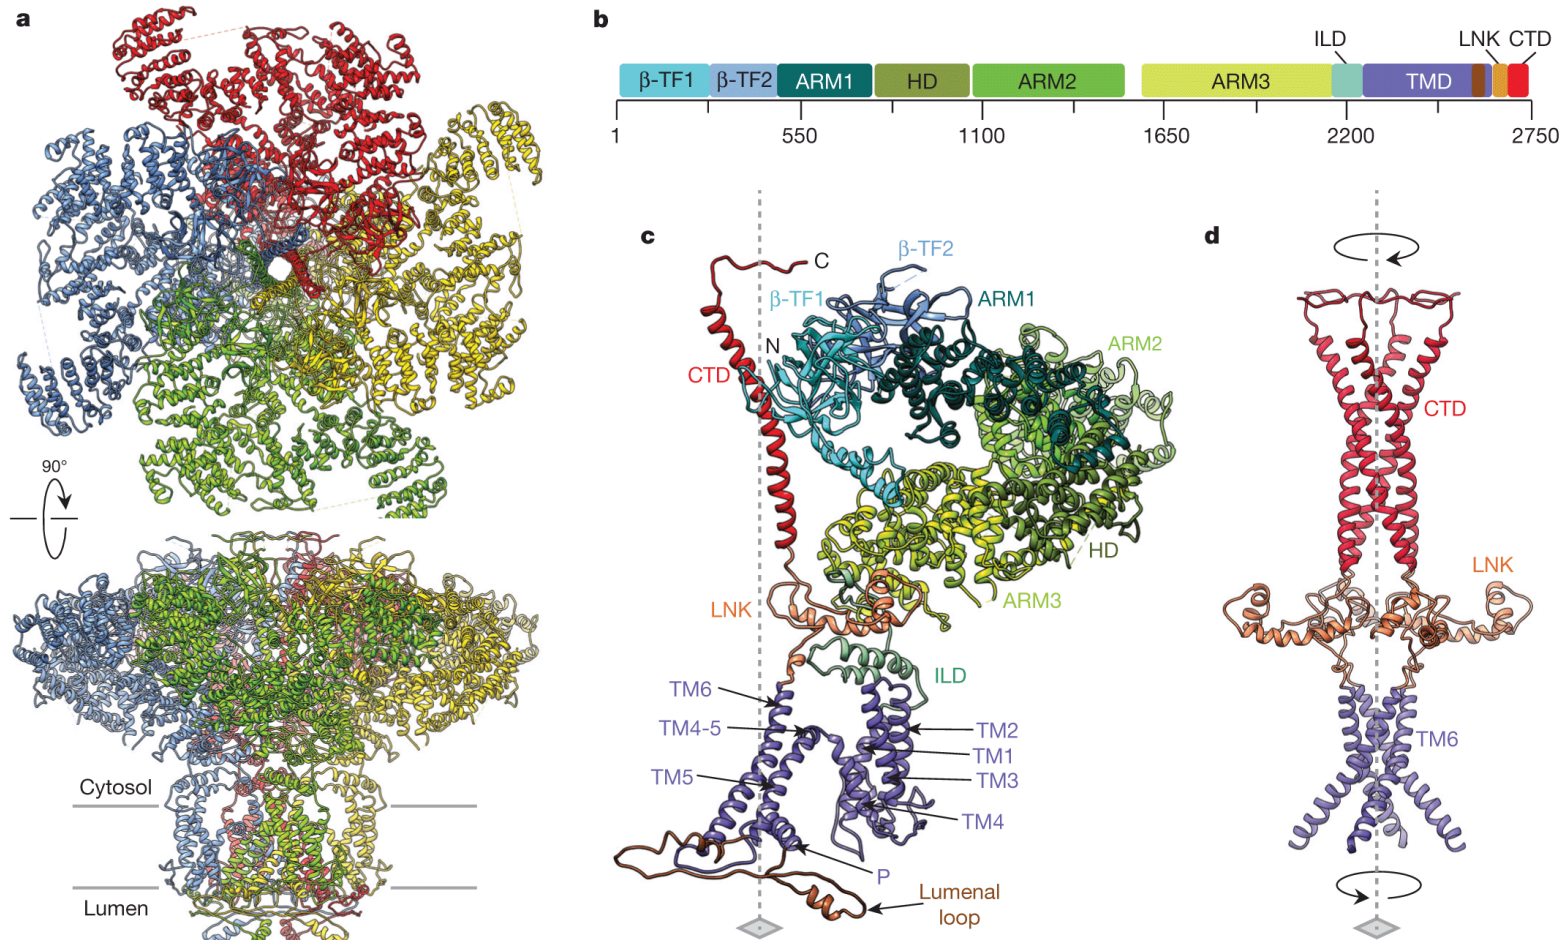 a
90°
Cytosol
Lumen
b
ILD
LNK
CTD
β-TF1
β-TF2
ARM1
HD
ARM2
ARM3
TMD
1
550
1100
1650
2200
2750
c
C
β-TF2
β-TF1
ARM1
N
ARM2
CTD
HD
ARM3
LNK
ILD
TM6
TM4-5
TM2
TM1
TM5
TM3
TM4
P
Lumenal
loop
d
CTD
LNK
TM6